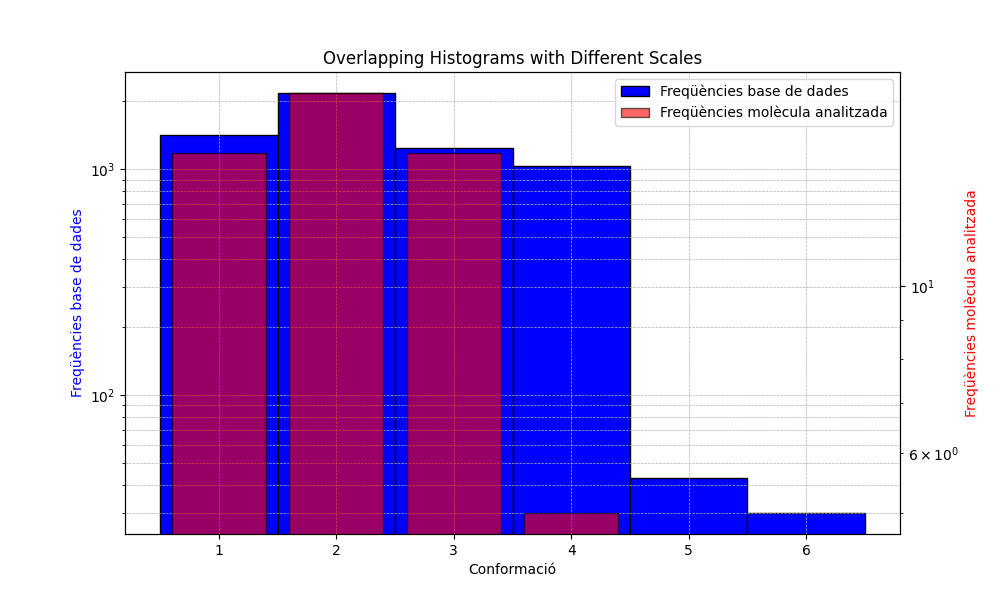 Overlapping Histograms with Different Scales
Freqüències base de dades
Freqüències molècula analitzada
Freqüències base de dades
10³
10²
Freqüències molècula analitzada
10¹
6 × 10⁰
1 2 3 4 5 6
Conformació